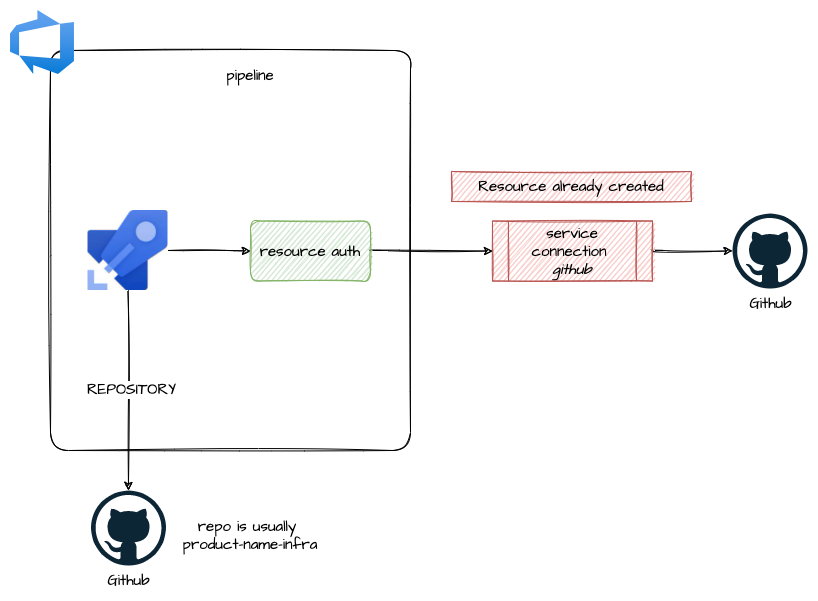 pipeline
Resource already created
resource auth
service
connection
github
Github
REPOSITORY
repo is usually
product-name-infra
Github